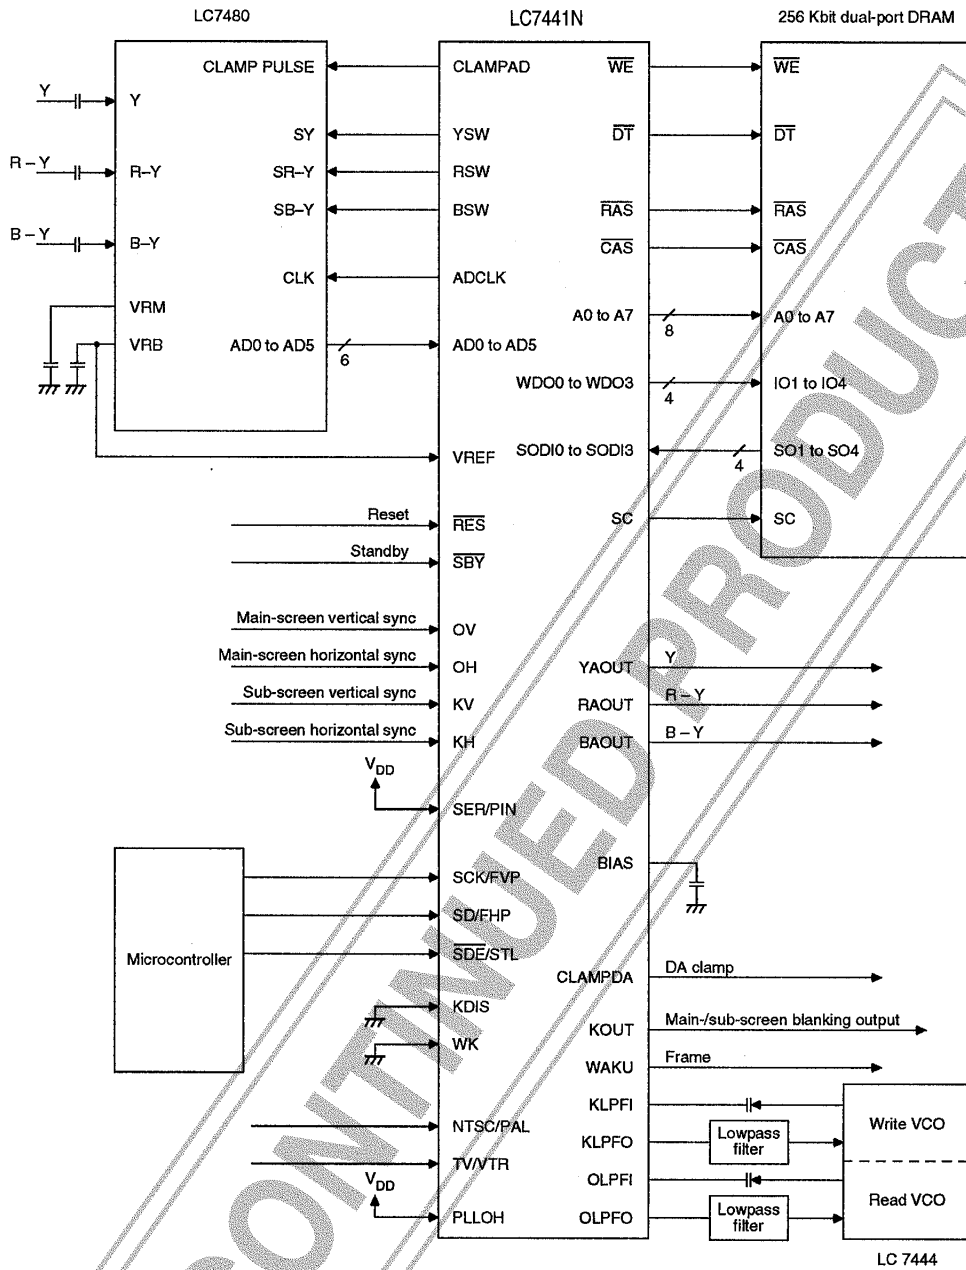 LC7480
LC7441N
256 Kbit dual-port DRAM
CLAMP PULSE
CLAMPAD
WE
WE
Y
Y
SY
YSW
DT
DT
R – Y
R–Y
SR–Y
RSW
SB–Y
BSW
RAS
RAS
B – Y
B–Y
CAS
CAS
CLK
ADCLK
VRM
A0 to A7
8
A0 to A7
VRB
AD0 to AD5
6
AD0 to AD5
WDO0 to WDO3
4
IO1 to IO4
VREF
SODI0 to SODI3
4
SO1 to SO4
Reset
RES
SC
SC
Standby
SBY
Main-screen vertical sync
OV
Main-screen horizontal sync
OH
YAOUT
Y
Sub-screen vertical sync
KV
RAOUT
R – Y
Sub-screen horizontal sync
KH
BAOUT
B – Y
VDD
SER/PIN
BIAS
SCK/FVP
SD/FHP
Microcontroller
SDE/STL
CLAMPDA
DA clamp
KDIS
KOUT
Main-/sub-screen blanking output
WK
WAKU
Frame
KLPFI
Write VCO
NTSC/PAL
KLPFO
Lowpass
filter
TV/VTR
OLPFI
VDD
Read VCO
PLLOH
OLPFO
Lowpass
filter
LC 7444
CONTINUED PRODUCT